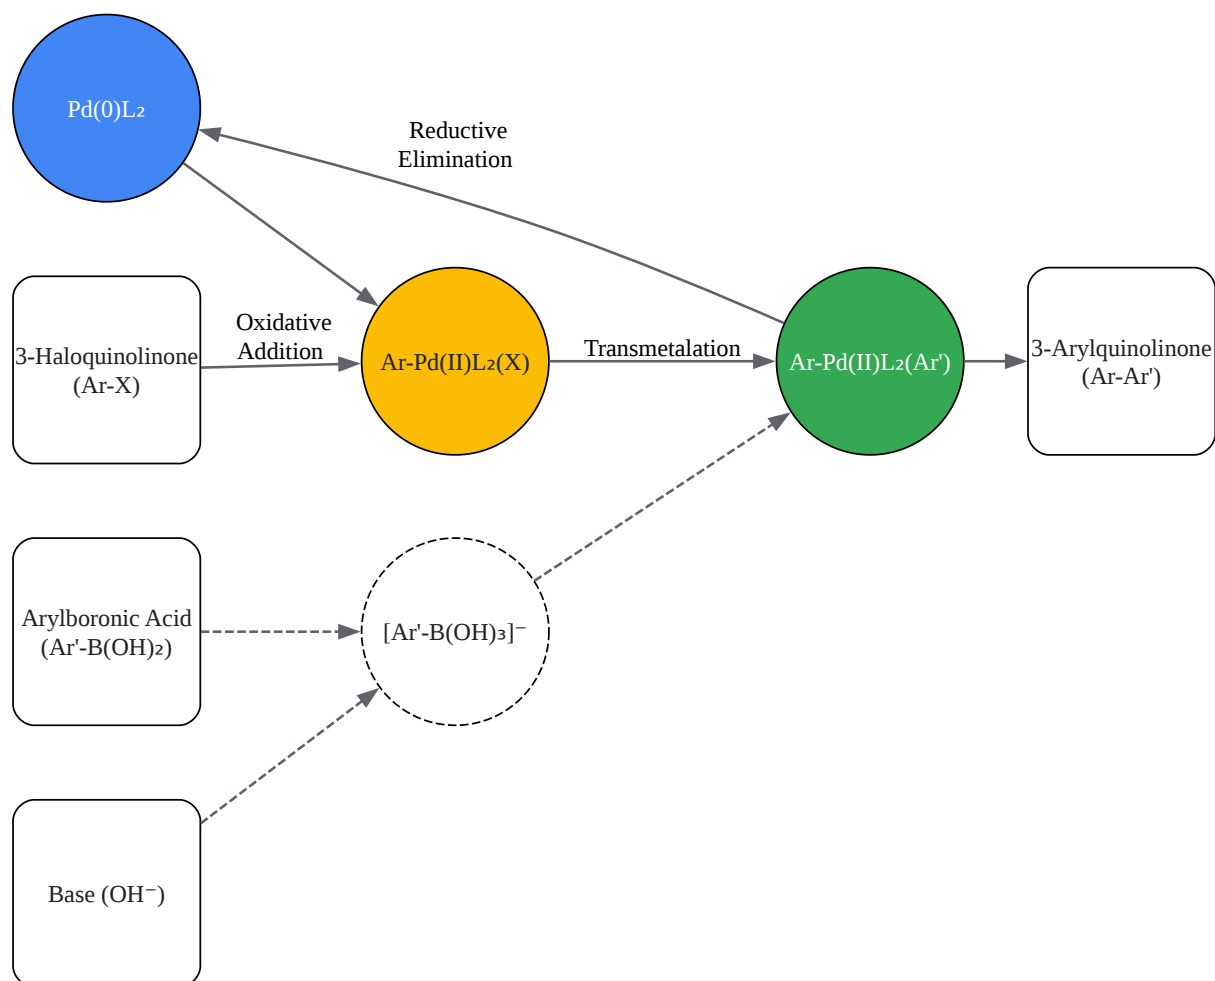 Pd(0)L₂
Reductive
Elimination
3-Haloquinolinone
(Ar-X)
Oxidative
Addition
Ar-Pd(II)L₂(X)
Transmetalation
Ar-Pd(II)L₂(Ar')
3-Arylquinolinone
(Ar-Ar')
Arylboronic Acid
(Ar'-B(OH)₂)
[Ar'-B(OH)₃]⁻
Base (OH⁻)